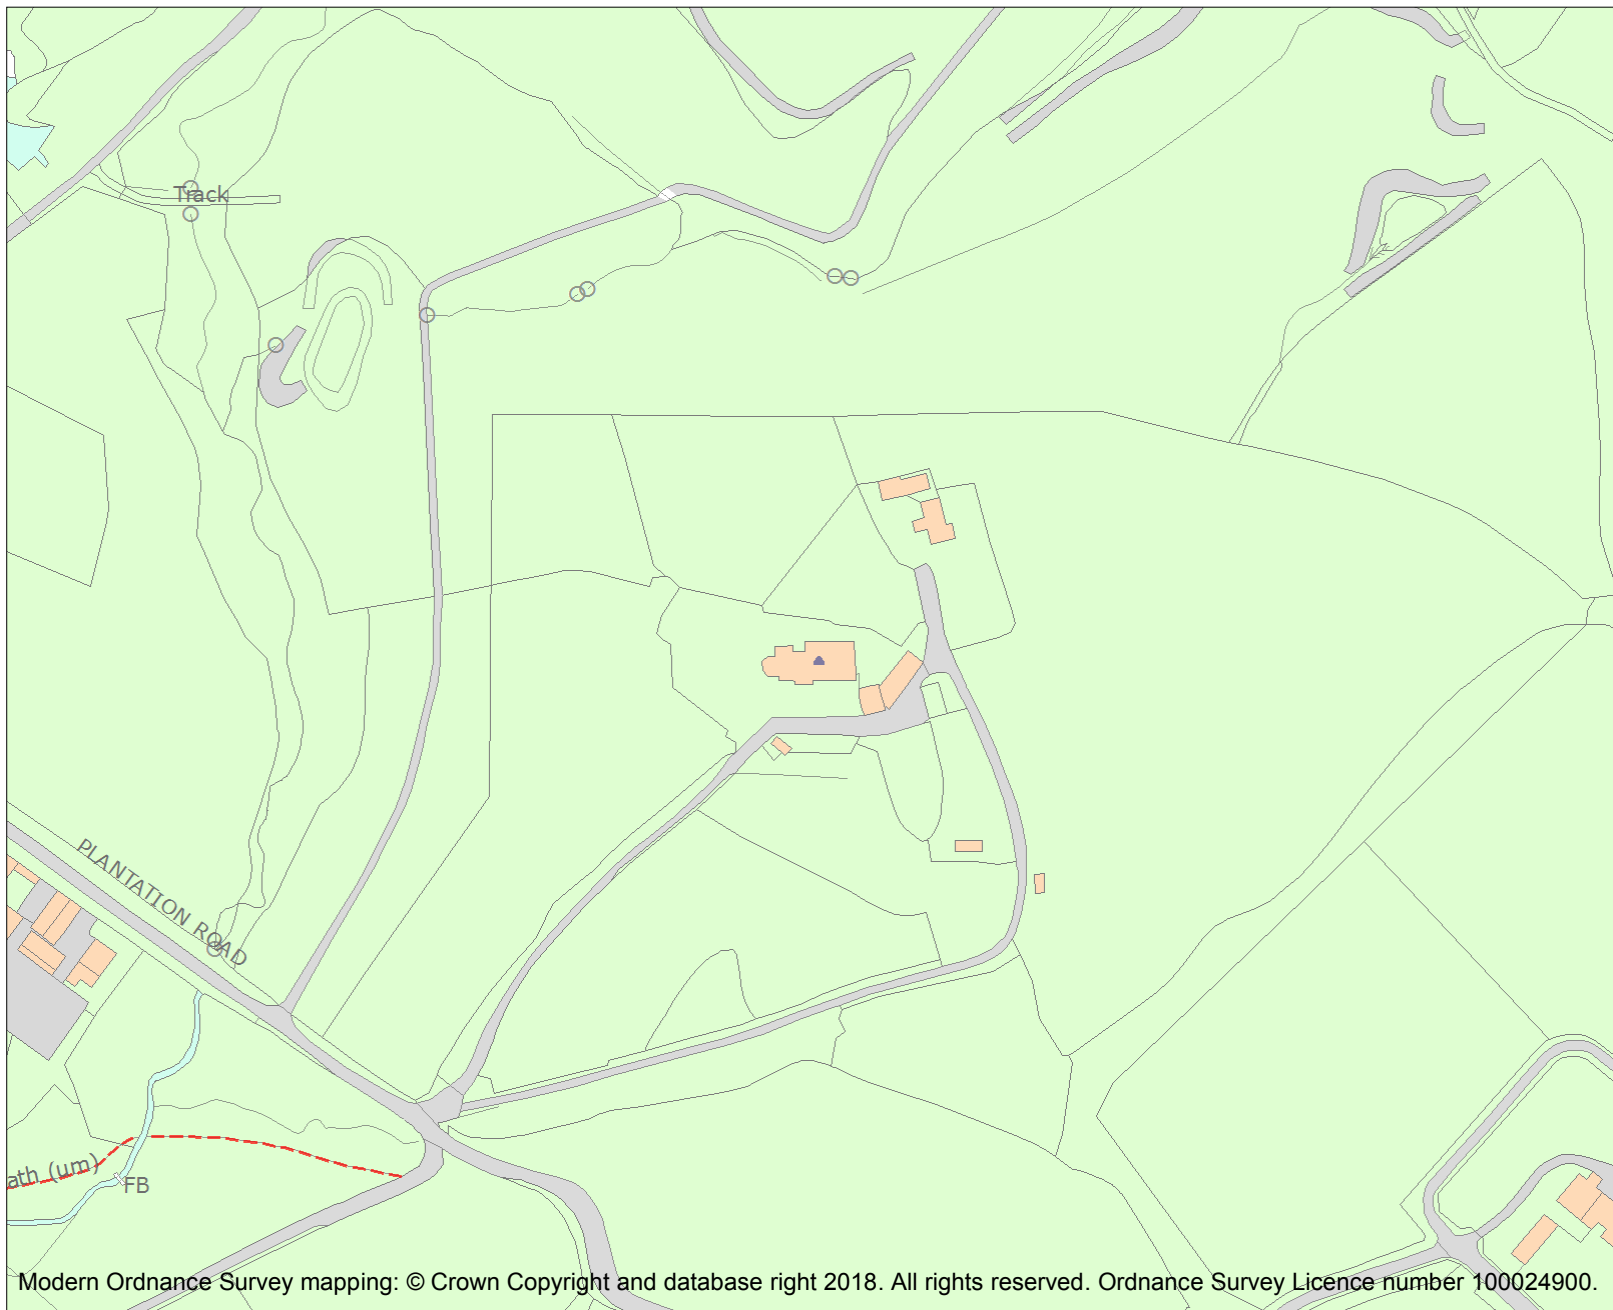 Track
PLANTATION ROAD
ath (um)
FB
Modern Ordnance Survey mapping: © Crown Copyright and database right 2018. All rights reserved. Ordnance Survey Licence number 100024900.